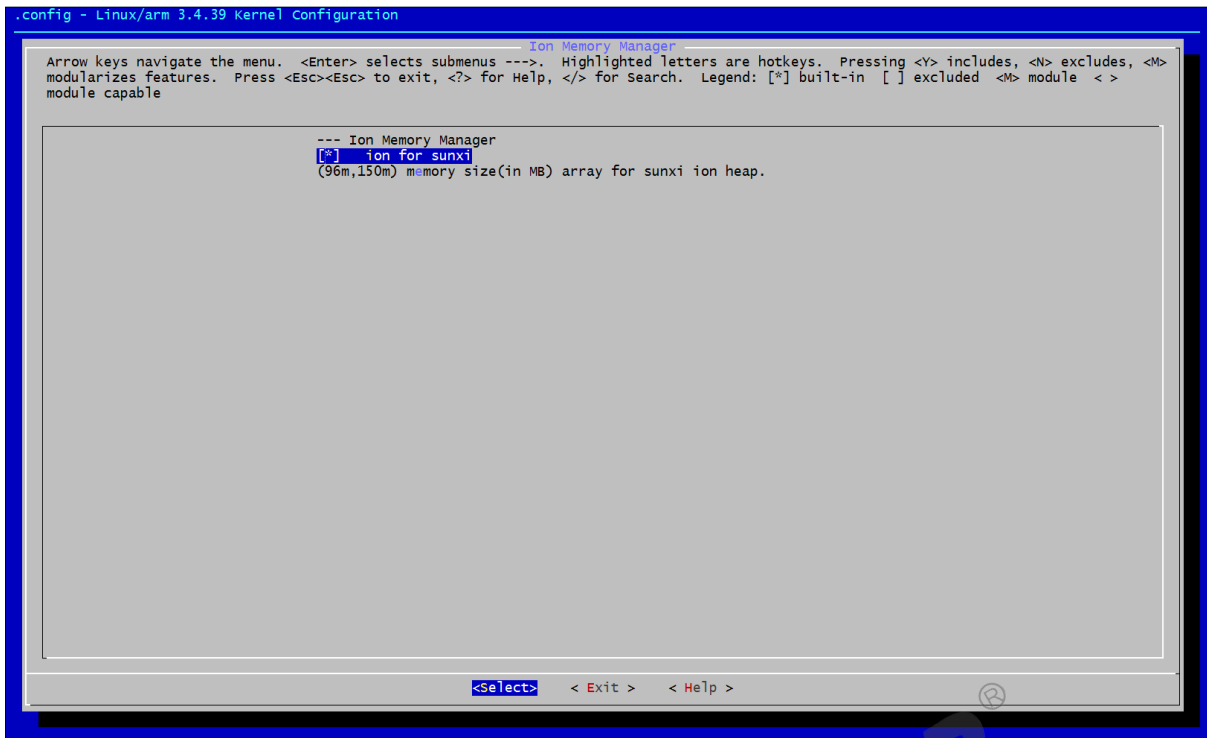 .config - Linux/arm 3.4.39 Kernel Configuration
Ion Memory Manager
Arrow keys navigate the menu.  <Enter> selects submenus --->.  Highlighted letters are hotkeys.  Pressing <Y> includes, <N> excludes, <M>
modularizes features.  Press <Esc><Esc> to exit, <?> for Help, </> for Search.  Legend: [*] built-in  [ ] excluded  <M> module  < >
module capable
--- Ion Memory Manager
[*]   ion for sunxi
(96m,150m) memory size(in MB) array for sunxi ion heap.
<Select>    < Exit >    < Help >
®